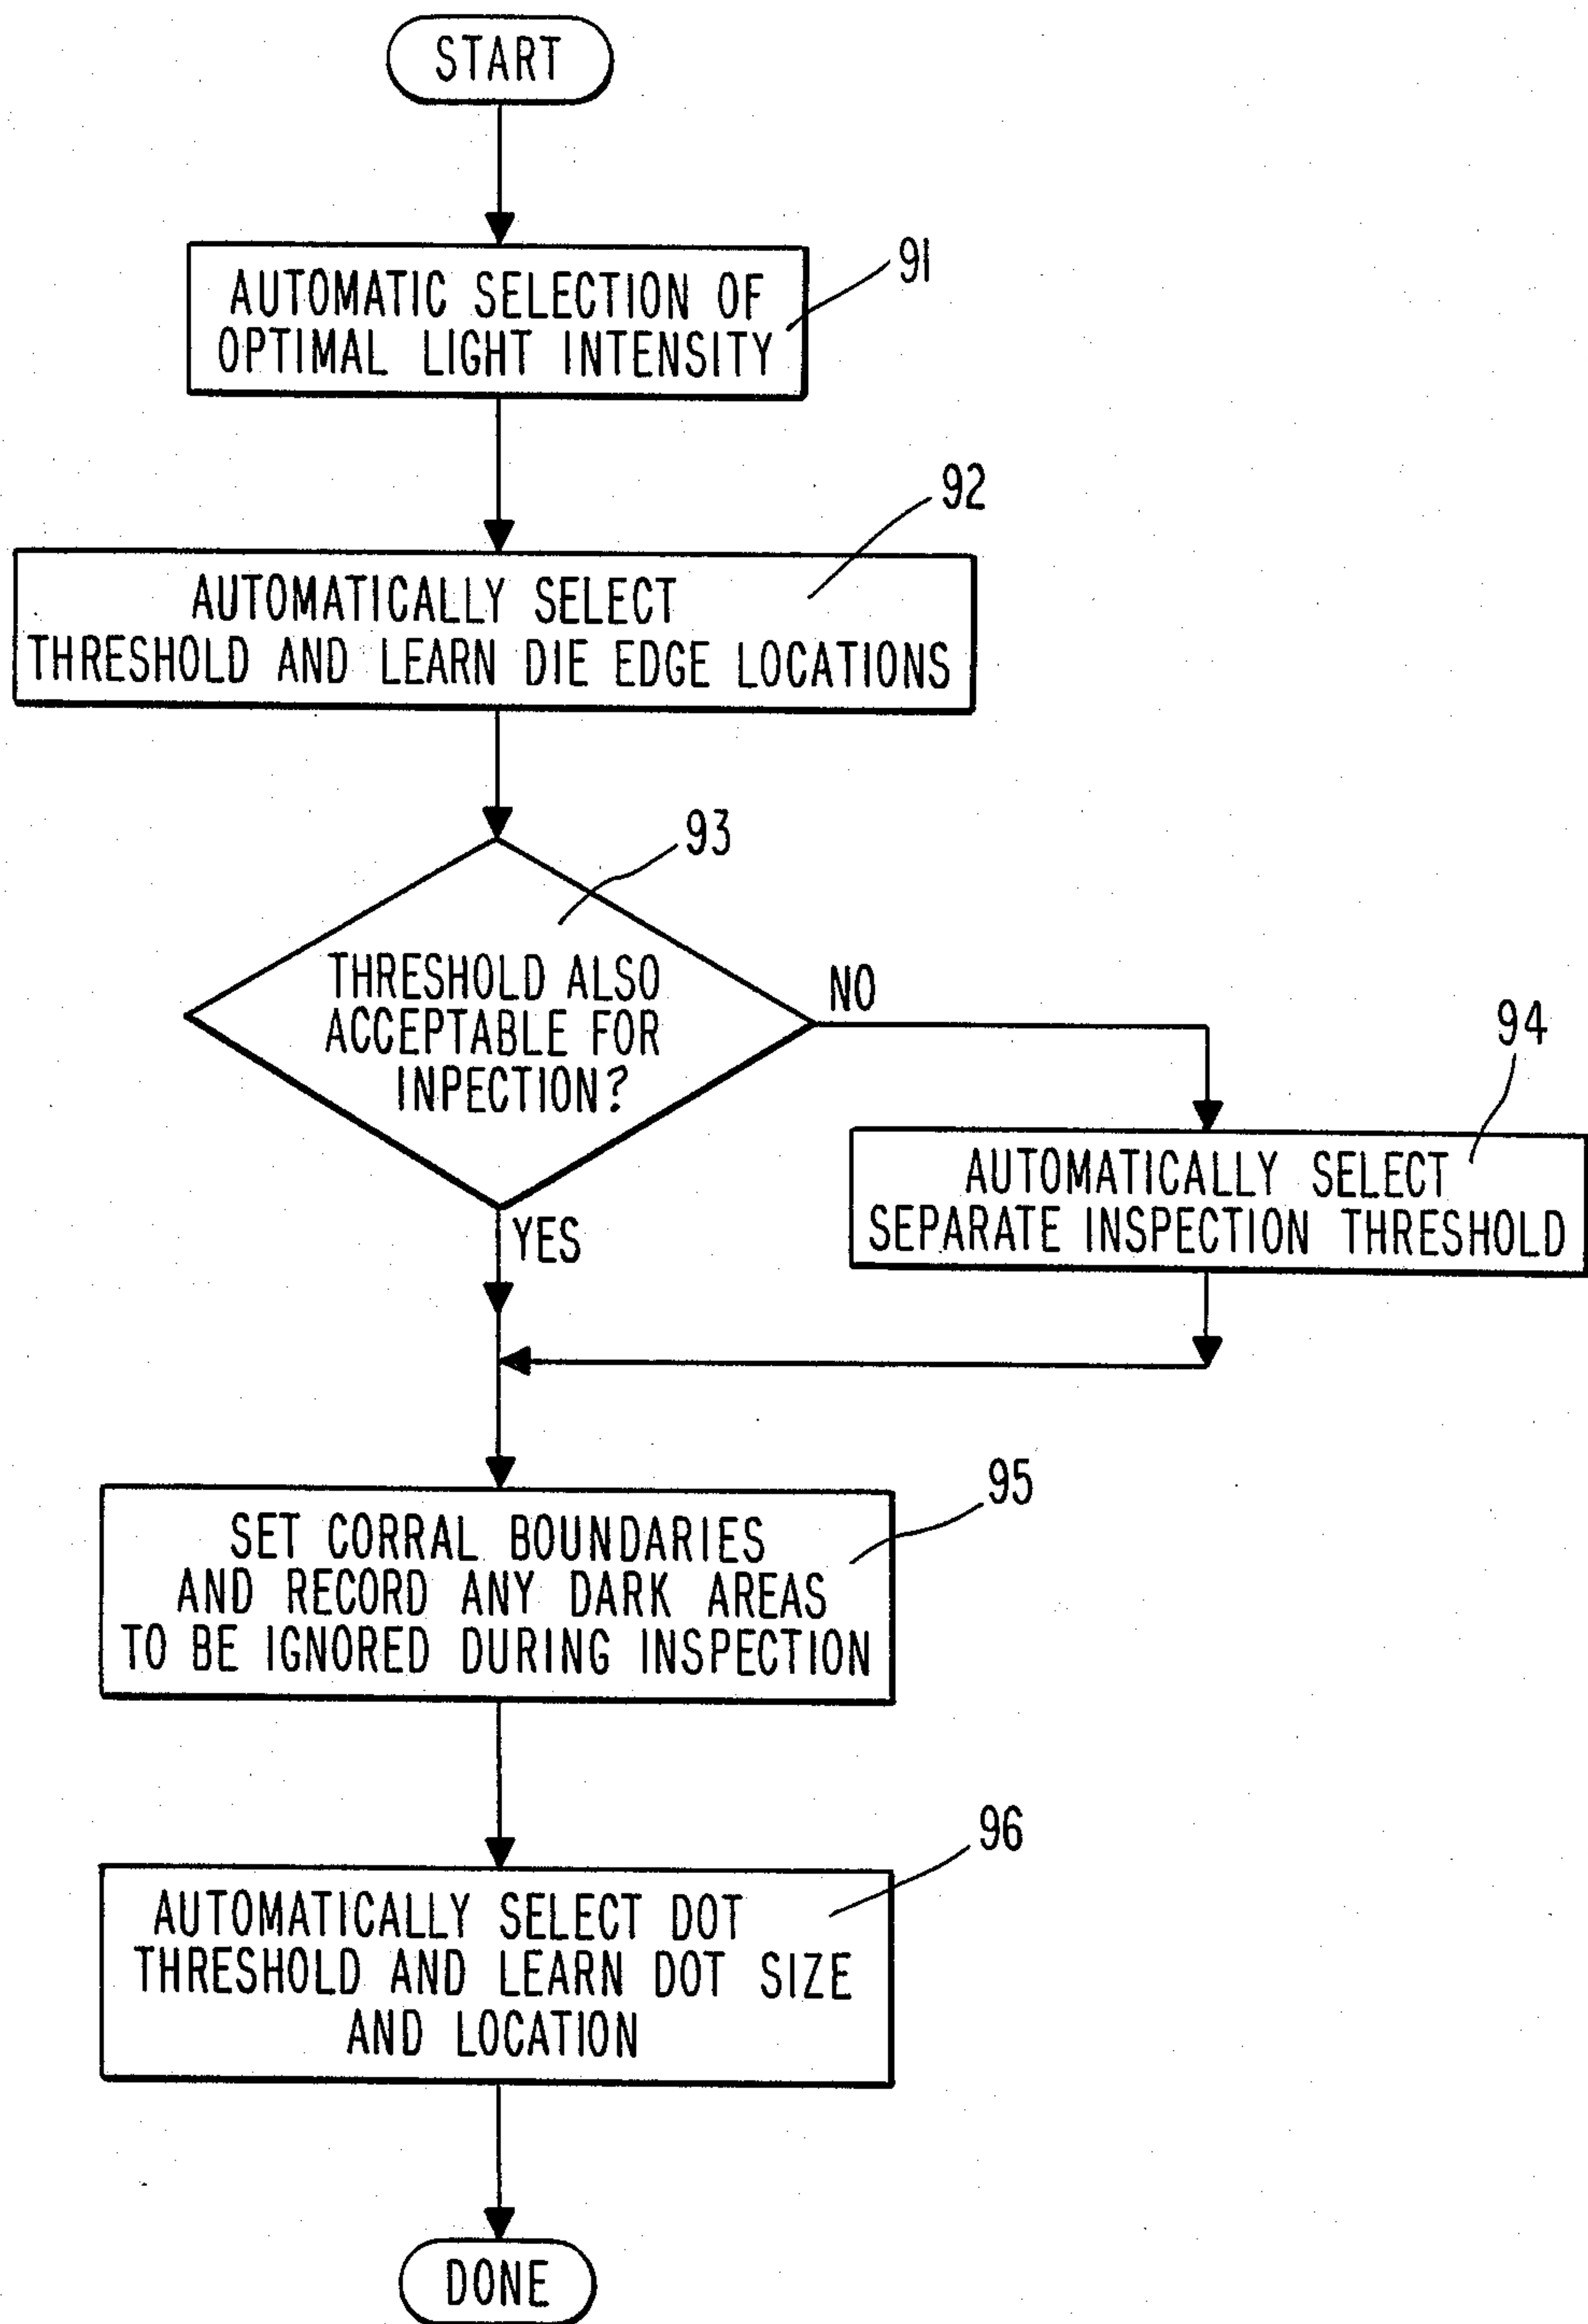 START
AUTOMATIC SELECTION OF
OPTIMAL LIGHT INTENSITY
91
AUTOMATICALLY SELECT
THRESHOLD AND LEARN DIE EDGE LOCATIONS
92
THRESHOLD ALSO
ACCEPTABLE FOR
INPECTION?
93
NO
YES
AUTOMATICALLY SELECT
SEPARATE INSPECTION THRESHOLD
94
SET CORRAL BOUNDARIES
AND RECORD ANY DARK AREAS
TO BE IGNORED DURING INSPECTION
95
AUTOMATICALLY SELECT DOT
THRESHOLD AND LEARN DOT SIZE
AND LOCATION
96
DONE